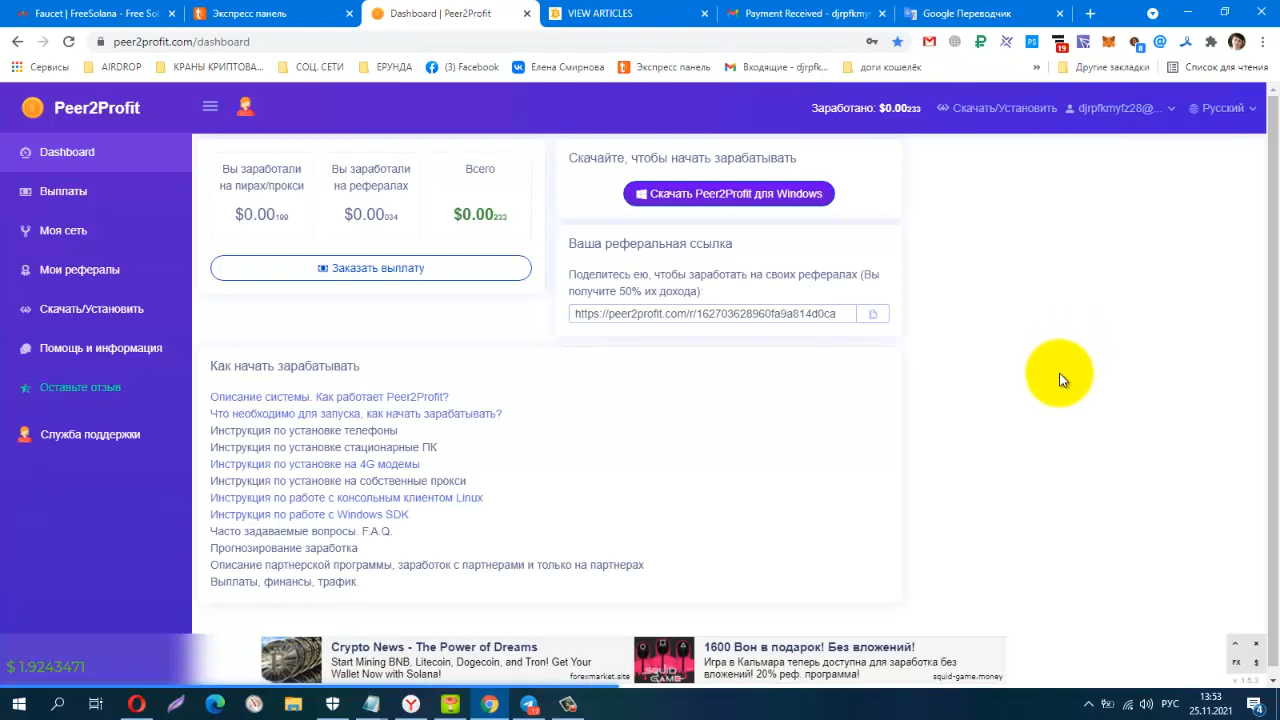 Faucet | FreeSolana - Free Sol
Экспресс панель
Dashboard | Peer2Profit
VIEW ARTICLES
Payment Received - djrpfkmy
Google Переводчик
peer2profit.com/dashboard
Сервисы
AIRDROP
КРАНЫ КРИПТОВА...
СОЦ. СЕТИ
ЕРУНДА
(3) Facebook
Елена Смирнова
Экспресс панель
Входящие - djrpfk...
доги кошелёк
»
Другие закладки
Список для чтения
Peer2Profit
Заработано: $0.00233
Скачать/Установить
djrpfkmyfz28@...
Русский
Dashboard
Выплаты
Моя сеть
Мои рефералы
Скачать/Установить
Помощь и информация
Оставьте отзыв
Служба поддержки
Вы заработали
на пирах/прокси
$0.00199
Вы заработали
на рефералах
$0.00034
Всего
$0.00233
Заказать выплату
Скачайте, чтобы начать зарабатывать
Скачать Peer2Profit для Windows
Ваша реферальная ссылка
Поделитесь ею, чтобы заработать на своих рефералах (Вы
получите 50% их дохода):
https://peer2profit.com/r/162703628960fa9a814d0ca
Как начать зарабатывать
Описание системы. Как работает Peer2Profit?
Что необходимо для запуска, как начать зарабатывать?
Инструкция по установке телефоны
Инструкция по установке стационарные ПК
Инструкция по установке на 4G модемы
Инструкция по установке на собственные прокси
Инструкция по работе с консольным клиентом Linux
Инструкция по работе с Windows SDK
Часто задаваемые вопросы. F.A.Q.
Прогнозирование заработка
Описание партнерской программы, заработок с партнерами и только на партнерах
Выплаты, финансы, трафик.
$ 1.9243471
Crypto News - The Power of Dreams
Start Mining BNB, Litecoin, Dogecoin, and Tron! Get Your
Wallet Now with Solana!
forexmarket.site
SQUID GAME
1600 Вон в подарок! Без вложений!
Игра в Кальмара теперь доступна для заработка без
вложений! 20% реф. программа!
squid-game.money
FX $
v 1.5.2
РУС
13:53
25.11.2021